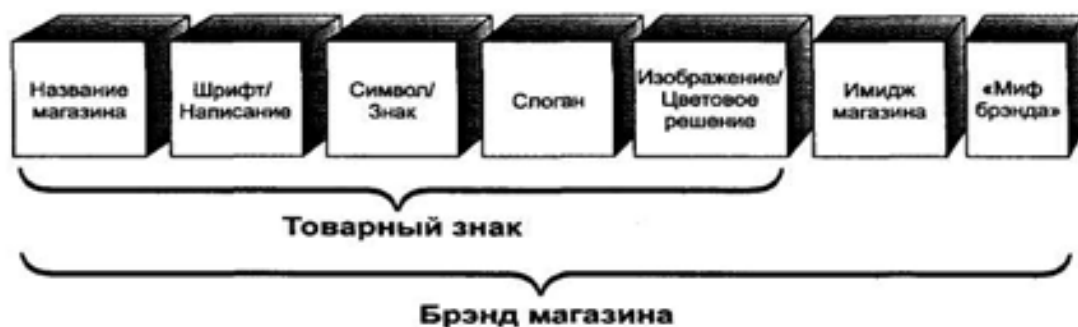 Название
магазина
Шрифт/
Написание
Символ/
Знак
Слоган
Изображение/
Цветовое
решение
Имидж
магазина
«Миф
брэнда»
Товарный знак
Брэнд магазина